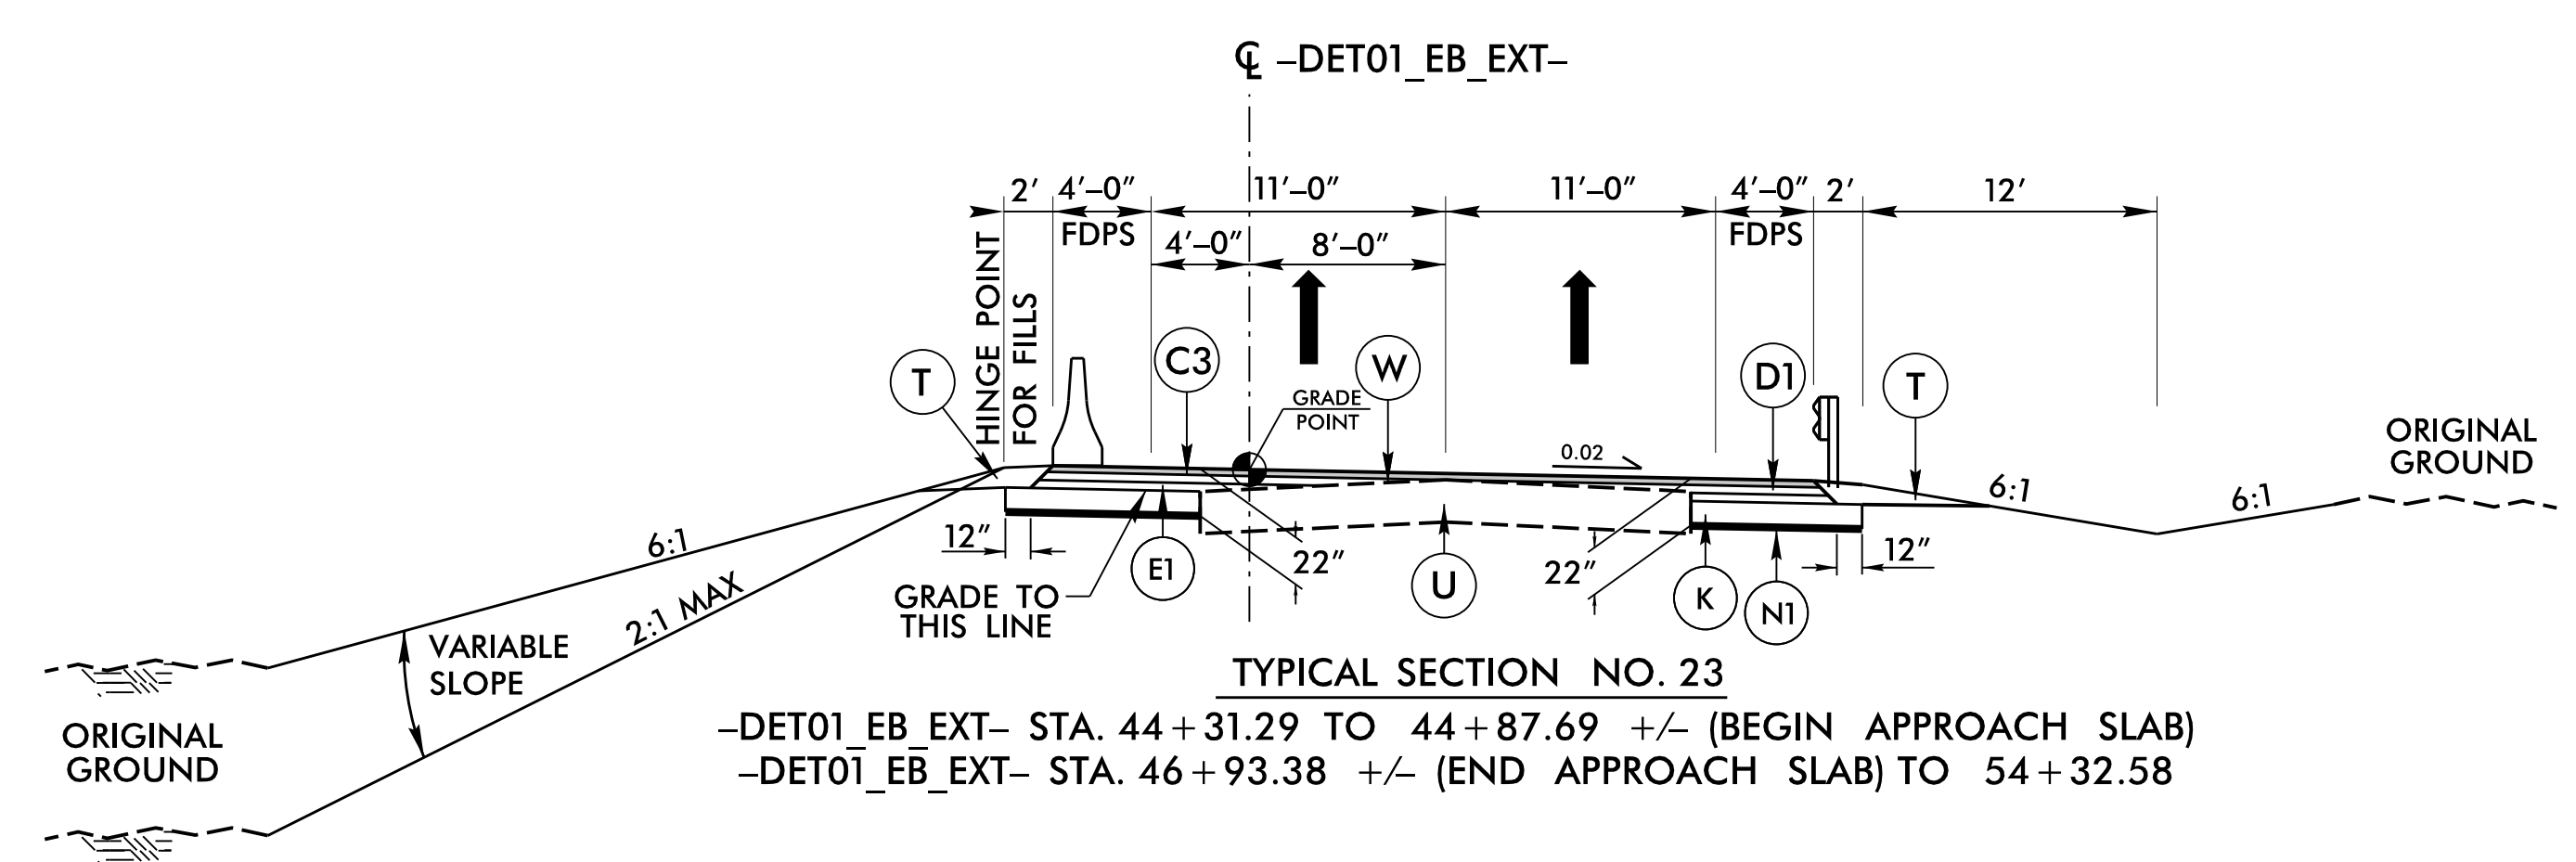 ℄ –DET01_EB_EXT–
2' 4'–0" 11'–0" 11'–0" 4'–0" 2' 12'
FDPS FDPS
4'–0" 8'–0"
HINGE POINT
FOR FILLS
T C3 W D1 T
GRADE
POINT
0.02
ORIGINAL
GROUND
6:1 6:1
6:1
2:1 MAX
12" E1 22" U 22" K N1 12"
GRADE TO
THIS LINE
VARIABLE
SLOPE
ORIGINAL
GROUND
TYPICAL SECTION NO. 23
–DET01_EB_EXT– STA. 44+31.29 TO 44+87.69 +/– (BEGIN APPROACH SLAB)
–DET01_EB_EXT– STA. 46+93.38 +/– (END APPROACH SLAB) TO 54+32.58